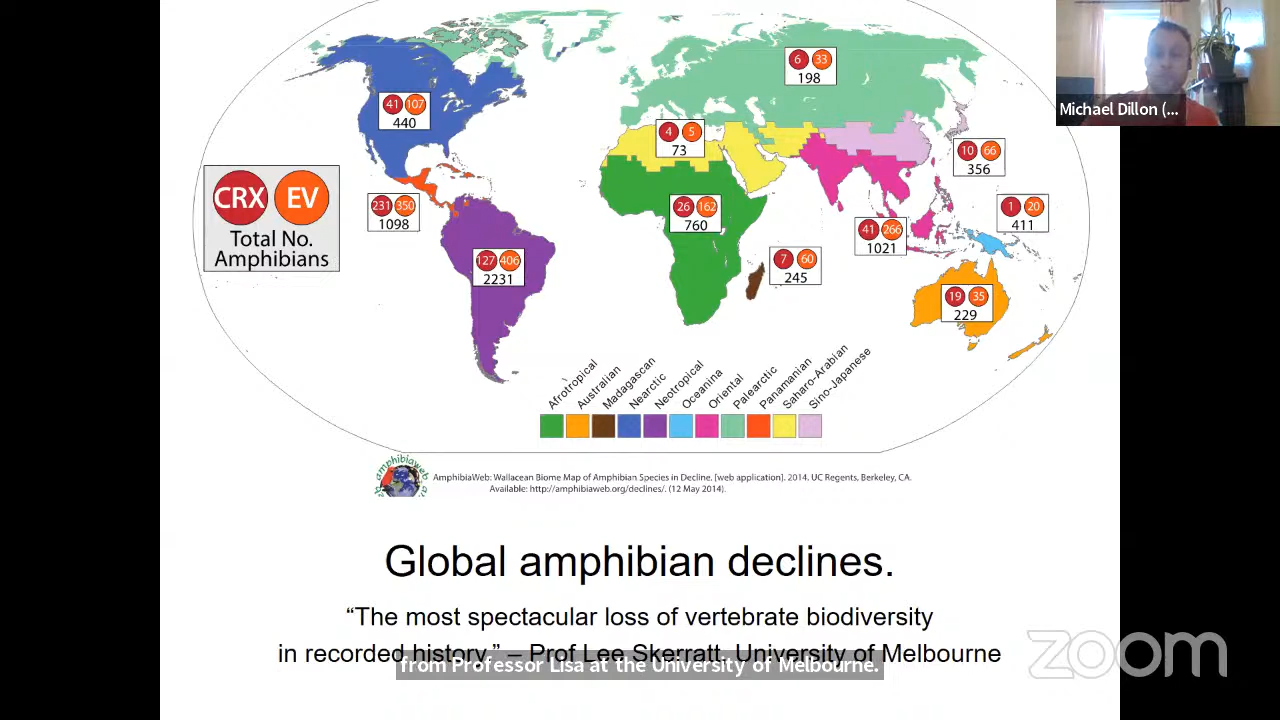 Michael Dillon (...
6 33
198
41 107
440
4 5
73
10 66
356
CRX EV
Total No.
Amphibians
231 350
1098
26 162
760
1 20
411
41 266
1021
127 406
2231
7 60
245
19 35
229
Afrotropical
Australian
Madagascan
Nearctic
Neotropical
Oceanina
Oriental
Palearctic
Panamanian
Saharo-Arabian
Sino-Japanese
amphibiaweb
AmphibiaWeb: Wallacean Biome Map of Amphibian Species in Decline. [web application]. 2014. UC Regents, Berkeley, CA.
Available: http://amphibiaweb.org/declines/. (12 May 2014).
Global amphibian declines.
“The most spectacular loss of vertebrate biodiversity
in recorded history.” – Prof Lee Skerratt, University of Melbourne
from Professor Lisa at the University of Melbourne.
zoom